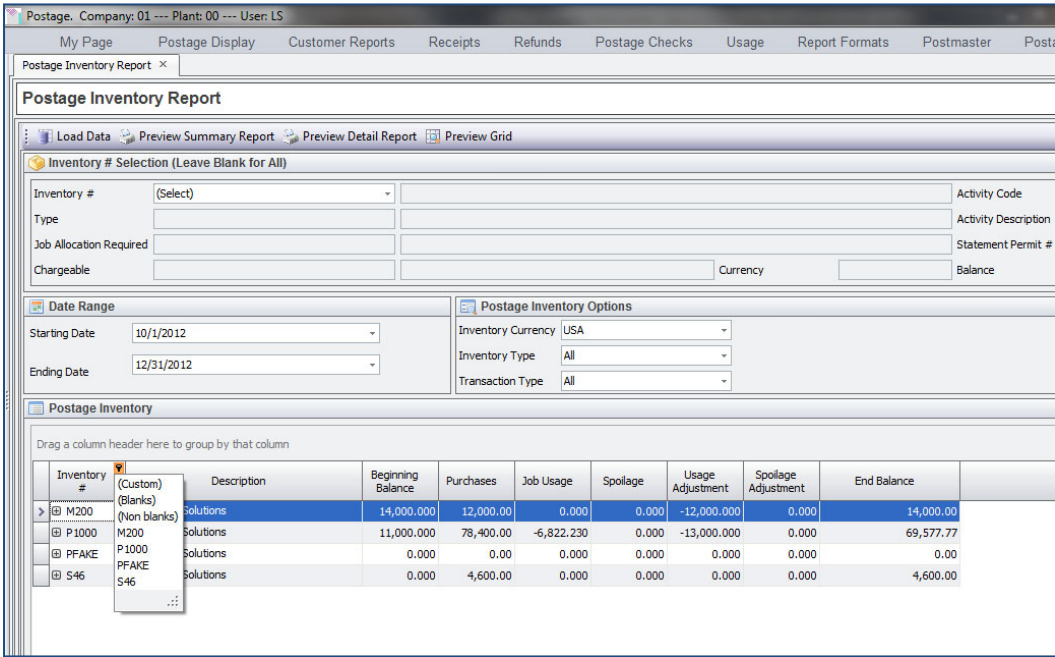 Postage. Company: 01 --- Plant: 00 --- User: LS
My Page Postage Display Customer Reports Receipts Refunds Postage Checks Usage Report Formats Postmaster
Postage Inventory Report ×
Postage Inventory Report
Load Data Preview Summary Report Preview Detail Report Preview Grid
Inventory # Selection (Leave Blank for All)
Inventory # (Select) Activity Code
Type Activity Description
Job Allocation Required Statement Permit #
Chargeable Currency Balance
Date Range Postage Inventory Options
Starting Date 10/1/2012 Inventory Currency USA
Inventory Type All
Ending Date 12/31/2012
Transaction Type All
Postage Inventory
Drag a column header here to group by that column
Inventory # Description Beginning Balance Purchases Job Usage Spoilage Usage Adjustment Spoilage Adjustment End Balance
(Custom)
(Blanks)
(Non blanks)
M200
P1000
PFAKE
S46
M200 Solutions 14,000.000 12,000.00 0.000 0.000 -12,000.000 0.000 14,000.00
P1000 Solutions 11,000.000 78,400.00 -6,822.230 0.000 -13,000.000 0.000 69,577.77
PFAKE Solutions 0.000 0.00 0.000 0.000 0.000 0.000 0.00
S46 Solutions 0.000 4,600.00 0.000 0.000 0.000 0.000 4,600.00